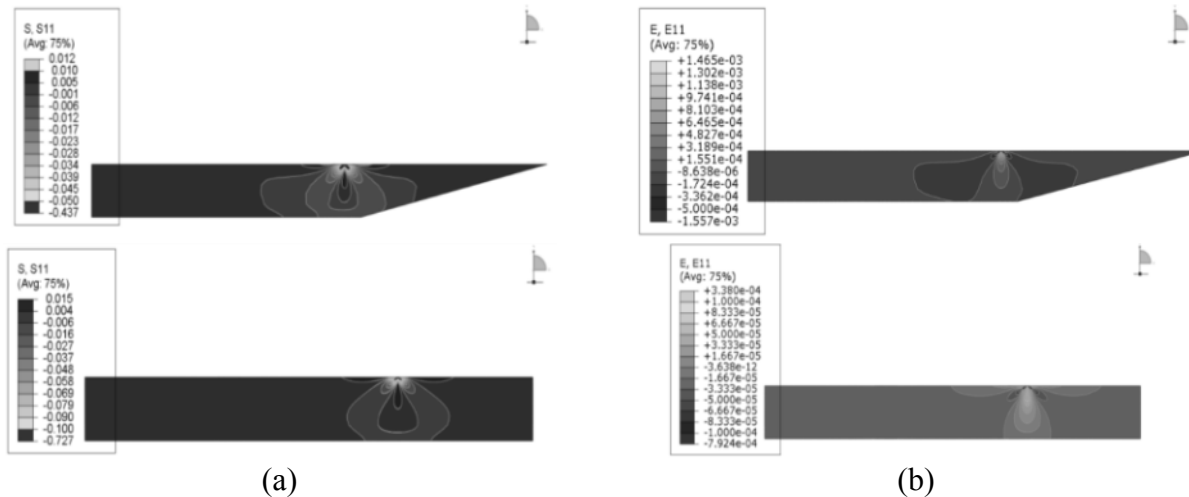 S, S11
(Avg: 75%)
0.012
0.010
0.005
-0.001
-0.006
-0.012
-0.017
-0.023
-0.028
-0.034
-0.039
-0.045
-0.050
-0.437
E, E11
(Avg: 75%)
+1.465e-03
+1.302e-03
+1.138e-03
+9.741e-04
+8.103e-04
+6.465e-04
+4.827e-04
+3.189e-04
+1.551e-04
-8.638e-06
-1.724e-04
-3.362e-04
-5.000e-04
-1.557e-03
S, S11
(Avg: 75%)
0.015
0.004
-0.006
-0.016
-0.027
-0.037
-0.048
-0.058
-0.069
-0.079
-0.090
-0.100
-0.727
E, E11
(Avg: 75%)
+3.380e-04
+1.000e-04
+8.333e-05
+6.667e-05
+5.000e-05
+3.333e-05
+1.667e-05
-3.638e-12
-1.667e-05
-3.333e-05
-5.000e-05
-6.667e-05
-8.333e-05
-1.000e-04
-7.924e-04
(a)
(b)